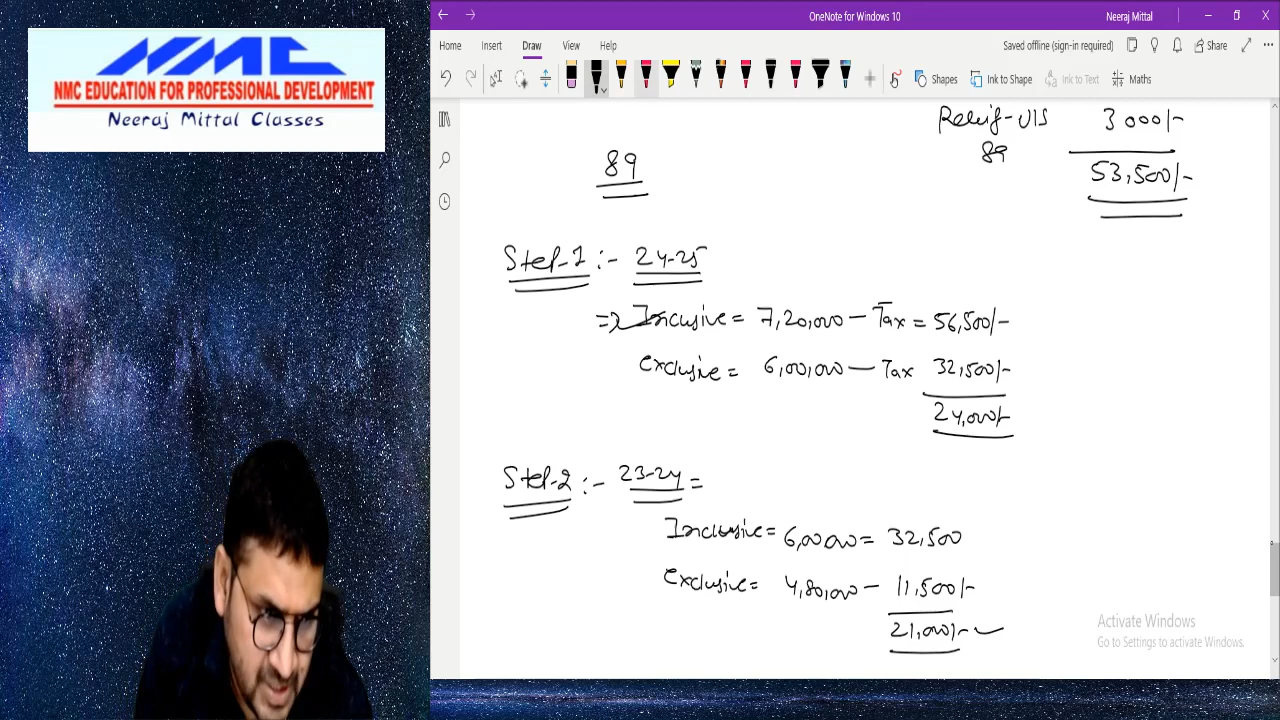 NMC
NMC EDUCATION FOR PROFESSIONAL DEVELOPMENT
Neeraj Mittal Classes
OneNote for Windows 10
Neeraj Mittal
Home Insert Draw View Help
Saved offline (sign-in required)
Share
Shapes Ink to Shape Ink to Text Maths
Relief-U/S 3000/-
89
53,500/-
89
Step-1 :- 24-25
=> Inclusive = 7,20,000 - Tax = 56,500/-
Exclusive = 6,00,000 - Tax 32,500/-
24,000/-
Step-2 :- 23-24 =
Inclusive = 6,00,000 = 32,500
Exclusive = 4,80,000 - 11,500/-
21,000/-
Activate Windows
Go to Settings to activate Windows.